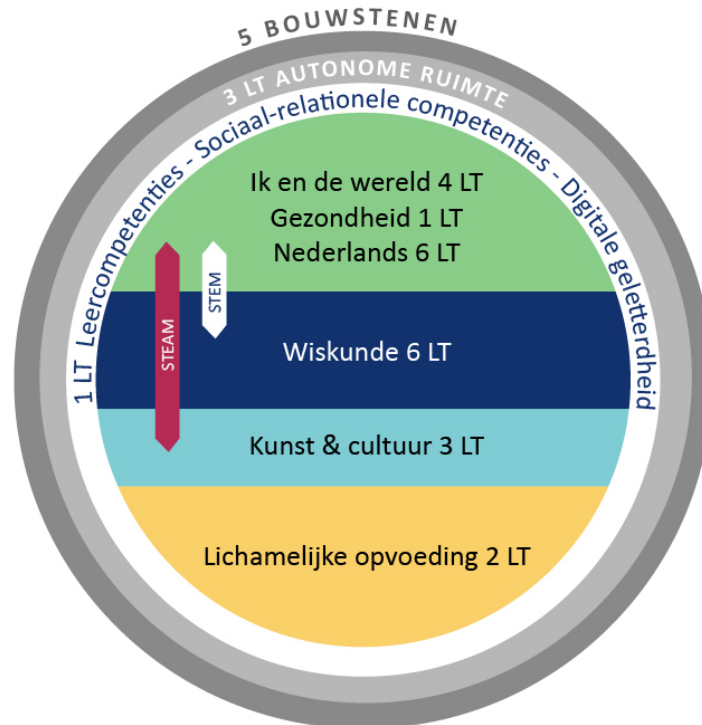 5 BOUWSTENEN
3 LT AUTONOME RUIMTE
1 LT Leercompetenties - Sociaal-relationele competenties - Digitale geletterdheid
Ik en de wereld 4 LT
Gezondheid 1 LT
Nederlands 6 LT
STEAM
STEM
Wiskunde 6 LT
Kunst & cultuur 3 LT
Lichamelijke opvoeding 2 LT